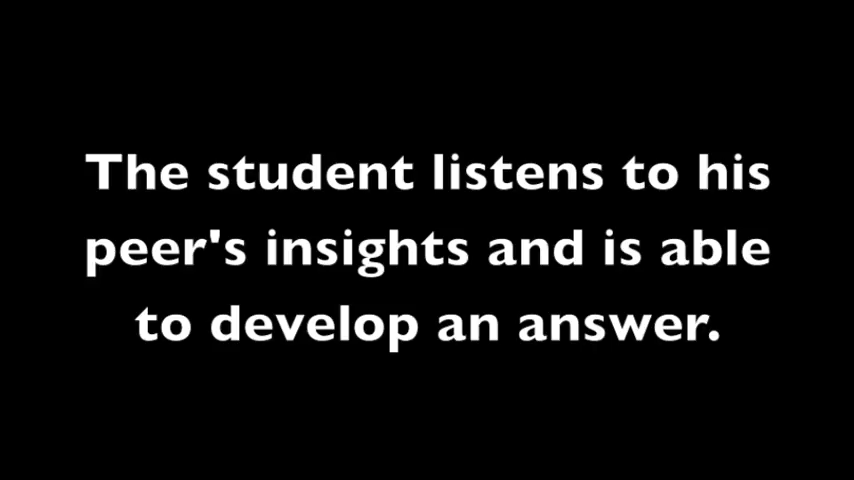 The student listens to his
peer's insights and is able
to develop an answer.